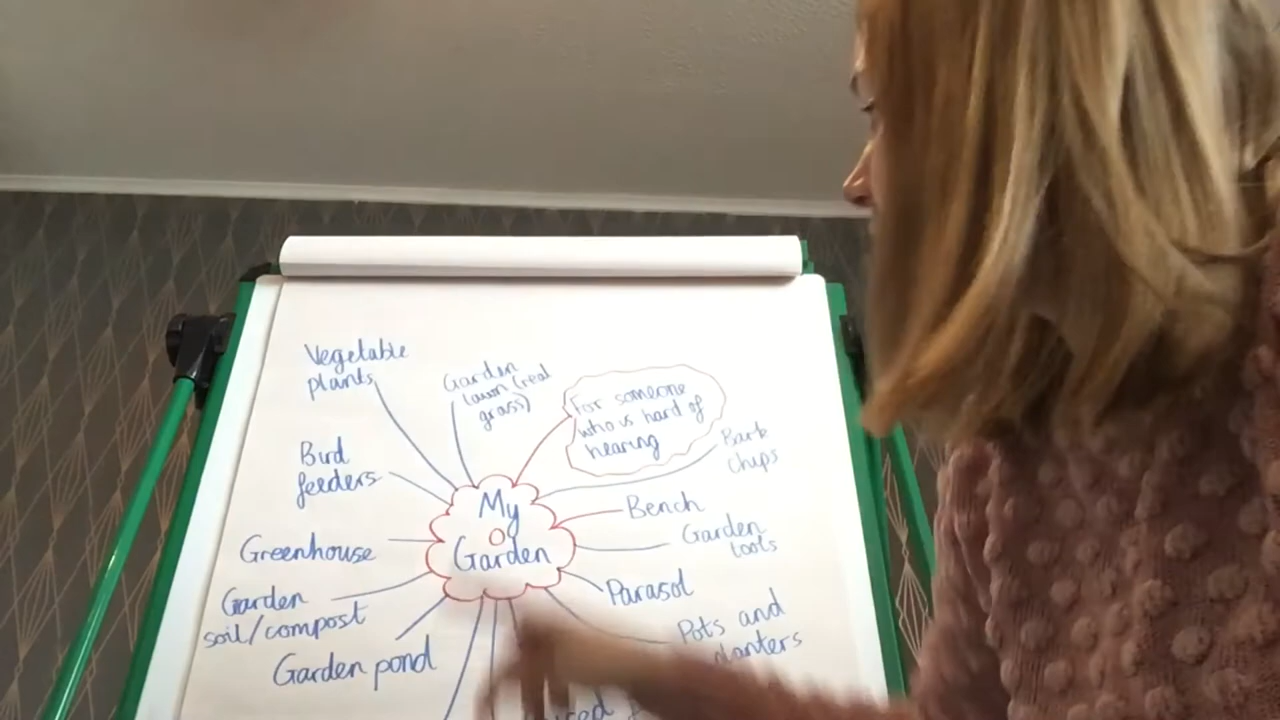 Vegetable
plants
Garden
lawn (real
grass)
For someone
who is hard of
hearing
Bark
chips
Bird
feeders
My
Garden
Bench
Garden
tools
Greenhouse
Garden
soil/compost
Parasol
Pots and
Garden pond